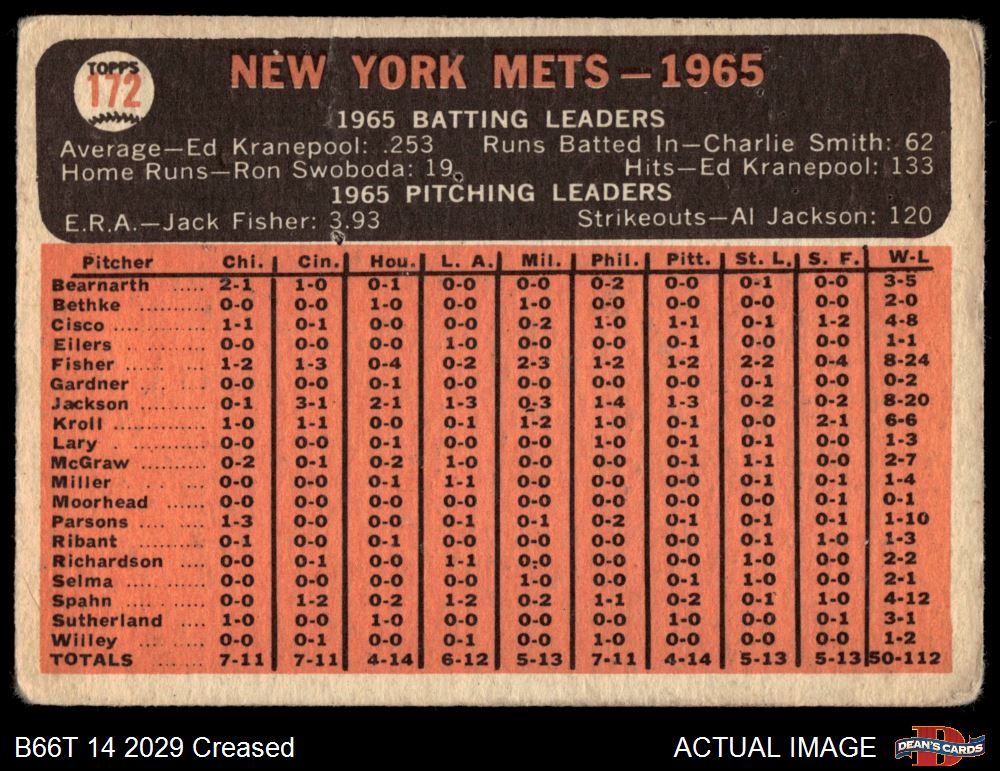 TOPPS
172
NEW YORK METS — 1965
1965 BATTING LEADERS
Average—Ed Kranepool: .253 Runs Batted In—Charlie Smith: 62
Home Runs—Ron Swoboda: 19 Hits—Ed Kranepool: 133
1965 PITCHING LEADERS
E.R.A.—Jack Fisher: 3.93 Strikeouts—Al Jackson: 120
Pitcher Chi. Cin. Hou. L. A. Mil. Phil. Pitt. St. L. S. F. W-L
Bearnarth ..... 2-1 1-0 0-1 0-0 0-0 0-2 0-0 0-1 0-0 3-5
Bethke .......... 0-0 0-0 1-0 0-0 1-0 0-0 0-0 0-0 0-0 2-0
Cisco .... .......... 1-1 0-1 0-0 0-0 0-2 1-0 1-1 0-1 1-2 4-8
Eilers .. .......... 0-0 0-0 0-0 1-0 0-0 0-0 0-1 0-0 0-0 1-1
Fisher ...... ...... 1-2 1-3 0-4 0-2 2-3 1-2 1-2 2-2 0-4 8-24
Gardner .......... 0-0 0-0 0-1 0-0 0-0 0-0 0-0 0-1 0-0 0-2
Jackson .......... 0-1 3-1 2-1 1-3 0-3 1-4 1-3 0-2 0-2 8-20
Kroll .............. 1-0 1-1 0-0 0-1 1-2 1-0 0-1 0-0 2-1 6-6
Lary .. .......... 0-0 0-0 0-1 0-0 0-0 1-0 0-1 0-1 0-0 1-3
McGraw .......... 0-2 0-1 0-2 1-0 0-0 0-0 0-1 1-1 0-0 2-7
Miller .. .......... 0-0 0-0 0-1 1-1 0-0 0-0 0-1 0-0 0-1 1-4
Moorhead ...... 0-0 0-0 0-0 0-0 0-0 0-0 0-0 0-0 0-1 0-1
Parsons .... .... 1-3 0-0 0-0 0-1 0-1 0-2 0-1 0-1 0-1 1-10
Ribant .......... 0-1 0-0 0-1 0-0 0-0 0-0 0-0 0-1 1-0 1-3
Richardson .... 0-0 0-1 0-0 1-1 0-0 0-0 0-0 1-0 0-0 2-2
Selma ............ 0-0 0-0 0-0 0-0 1-0 0-0 0-1 1-0 0-0 2-1
Spahn .. .......... 0-0 1-2 0-2 1-2 0-2 1-1 0-2 0-1 1-0 4-12
Sutherland .... 1-0 0-0 1-0 0-0 0-0 0-0 1-0 0-0 0-1 3-1
Willey ... ........ 0-0 0-1 0-0 0-1 0-0 1-0 0-0 0-0 0-0 1-2
TOTALS ...... 7-11 7-11 4-14 6-12 5-13 7-11 4-14 5-13 5-13 50-112
B66T 14 2029 Creased ACTUAL IMAGE
DEAN'S CARDS